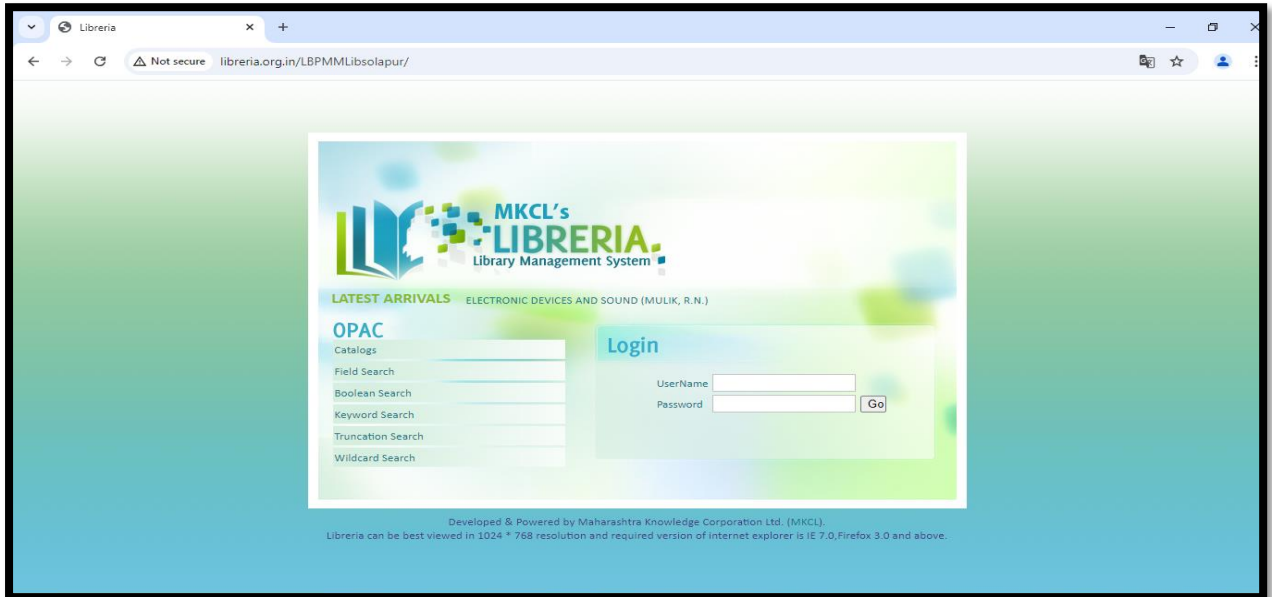 Libreria
Not secure libreria.org.in/LBPMMLibsolapur/
MKCL's
LIBRERIA
Library Management System
LATEST ARRIVALS ELECTRONIC DEVICES AND SOUND (MULIK, R.N.)
OPAC
Catalogs
Field Search
Boolean Search
Keyword Search
Truncation Search
Wildcard Search
Login
UserName
Password Go
Developed & Powered by Maharashtra Knowledge Corporation Ltd. (MKCL).
Libreria can be best viewed in 1024 * 768 resolution and required version of internet explorer is IE 7.0,Firefox 3.0 and above.